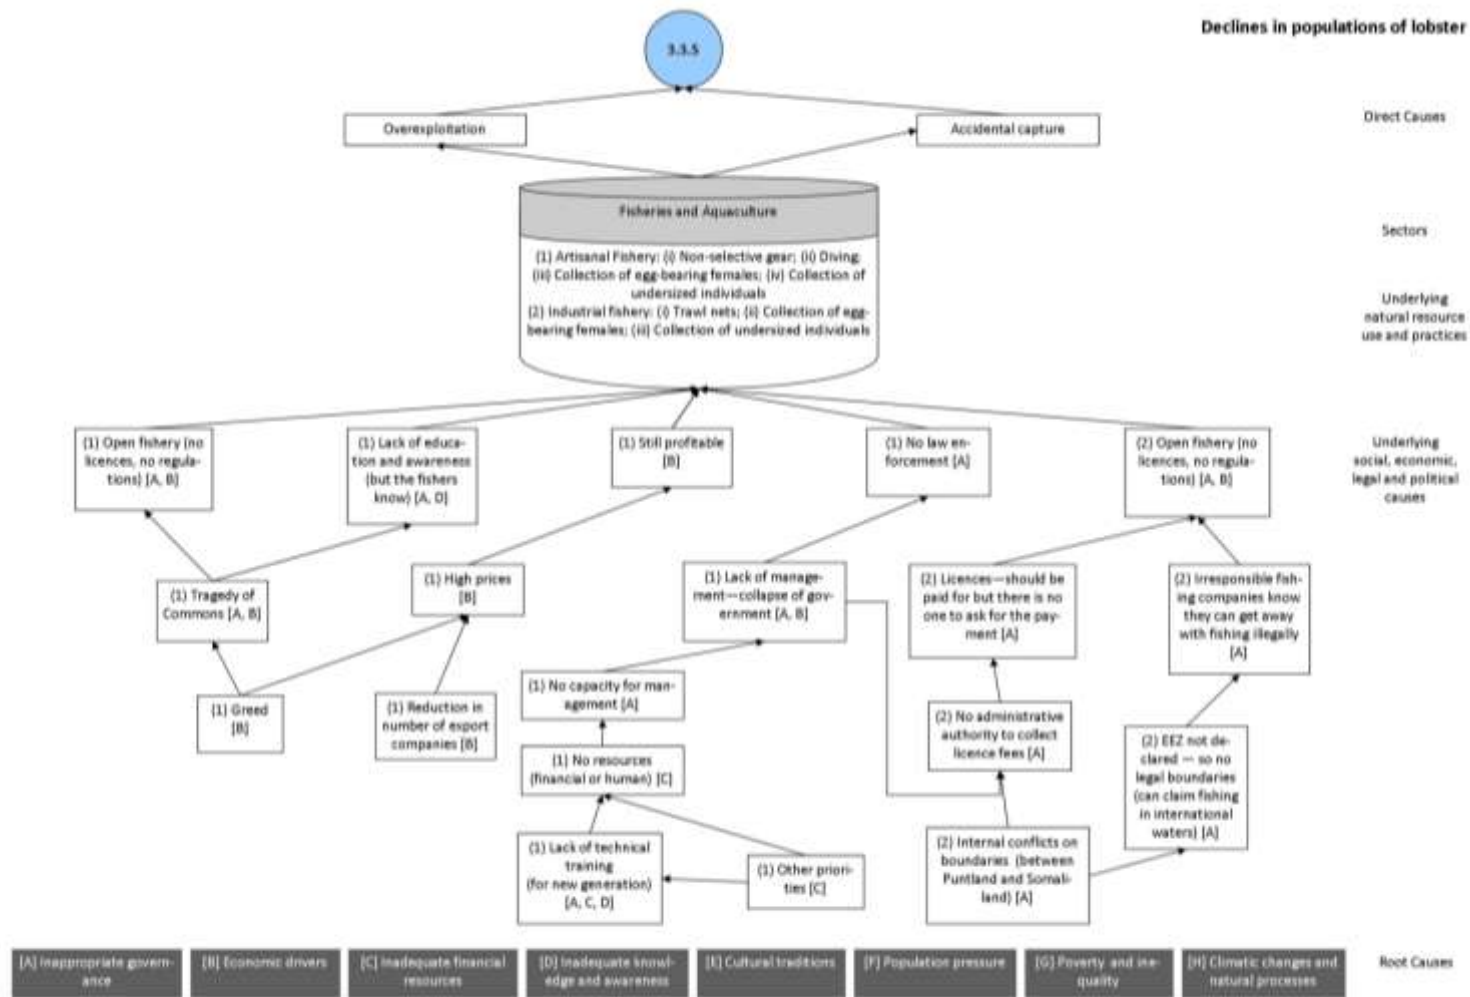 Declines in populations of lobster
3.3.5
Overexploitation
Accidental capture
Direct Causes
Fisheries and Aquaculture
Sectors
(1) Artisanal Fishery: (i) Non-selective gear; (ii) Diving;
(iii) Collection of egg-bearing females; (iv) Collection of
undersized individuals
(2) Industrial fishery: (i) Trawl nets; (ii) Collection of egg-
bearing females; (iii) Collection of undersized individuals
Underlying
natural resource
use and practices
(1) Open fishery (no
licences, no regula-
tions) [A, B]
(1) Lack of educa-
tion and awareness
(but the fishers
know) [A, D]
(1) Still profitable
[B]
(1) No law en-
forcement [A]
(2) Open fishery (no
licences, no regula-
tions) [A, B]
Underlying
social, economic,
legal and political
causes
(1) Tragedy of
Commons [A, B]
(1) High prices
[B]
(1) Lack of manage-
ment—collapse of gov-
ernment [A, B]
(2) Licences—should be
paid for but there is no
one to ask for the pay-
ment [A]
(2) Irresponsible fish-
ing companies know
they can get away
with fishing illegally
[A]
(1) Greed
[B]
(1) Reduction in
number of export
companies [B]
(1) No capacity for man-
agement [A]
(2) No administrative
authority to collect
licence fees [A]
(1) No resources
(financial or human) [C]
(2) EEZ not de-
clared — so no
legal boundaries
(can claim fishing
in international
waters) [A]
(1) Lack of technical
training
(for new generation)
[A, C, D]
(1) Other priori-
ties [C]
(2) Internal conflicts on
boundaries (between
Puntland and Somali-
land) [A]
[A] Inappropriate govern-
ance
[B] Economic drivers
[C] Inadequate financial
resources
[D] Inadequate knowl-
edge and awareness
[E] Cultural traditions
[F] Population pressure
[G] Poverty and ine-
quality
[H] Climatic changes and
natural processes
Root Causes